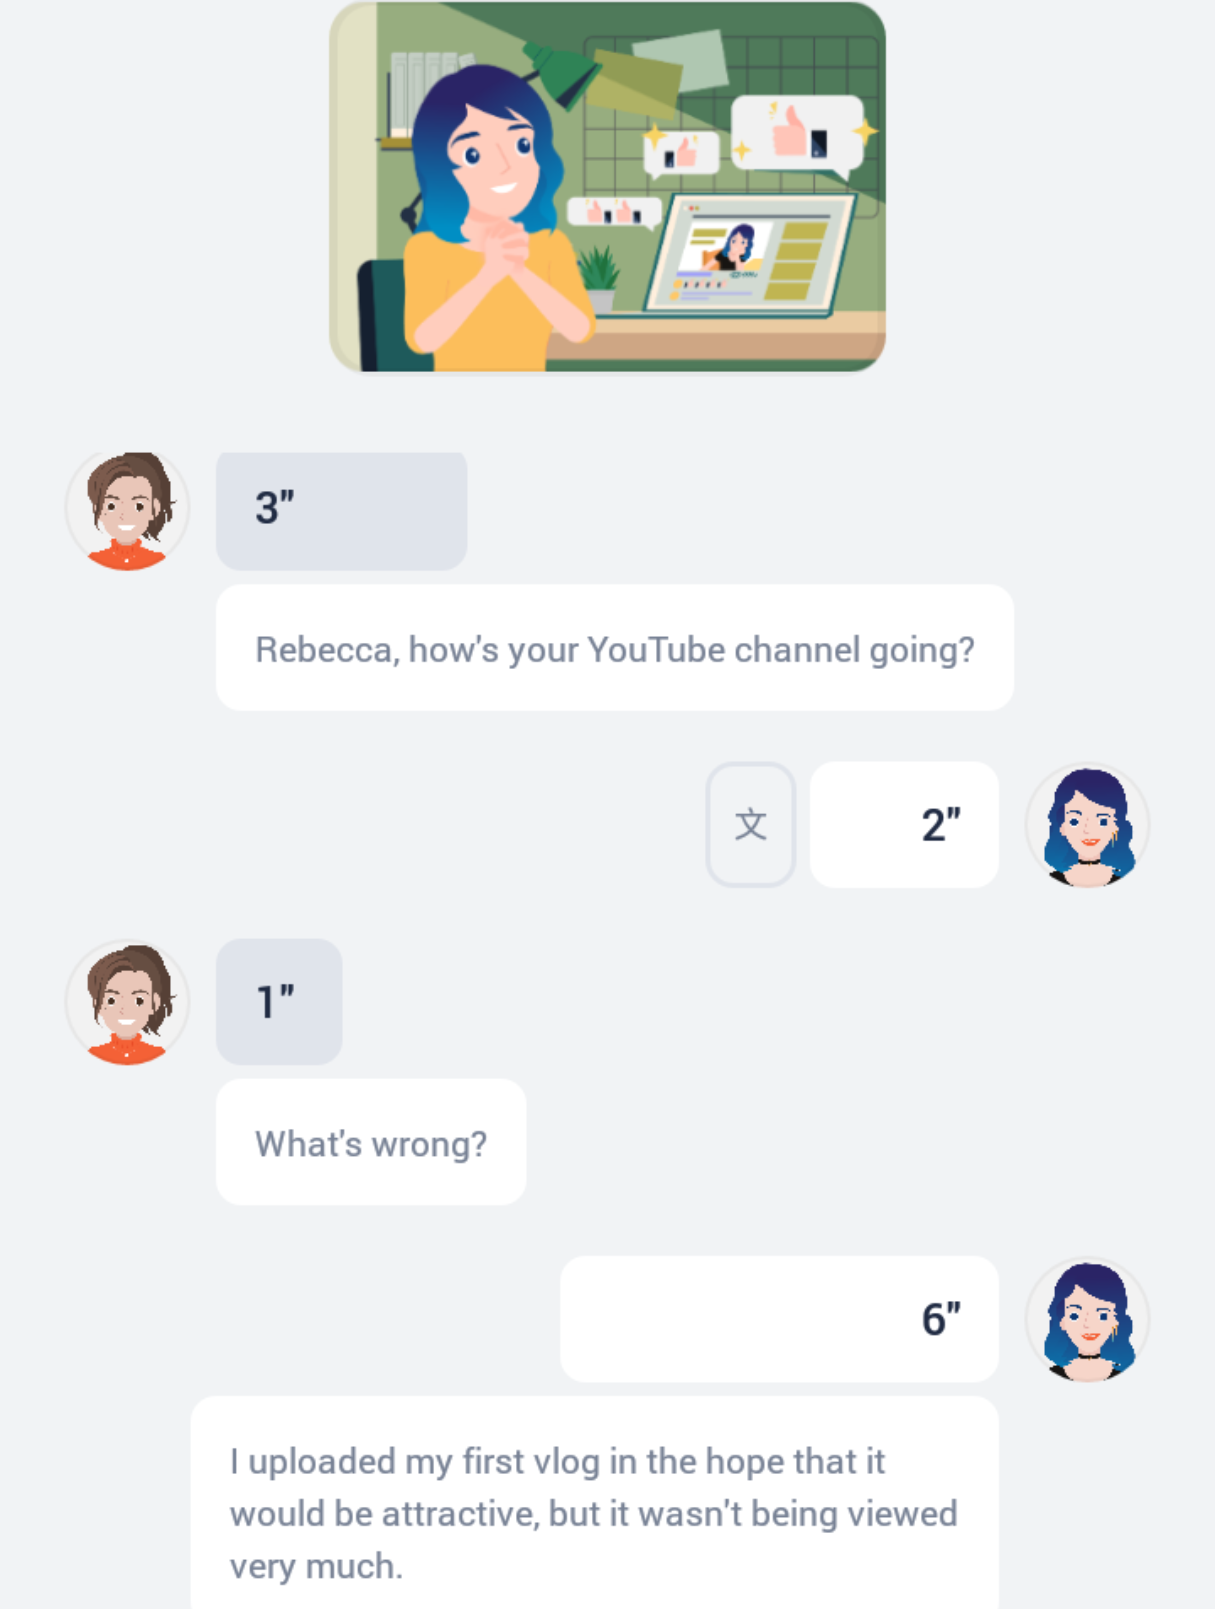 3"
Rebecca, how's your YouTube channel going?
文
2"
1"
What's wrong?
6"
I uploaded my first vlog in the hope that it
would be attractive, but it wasn't being viewed
very much.